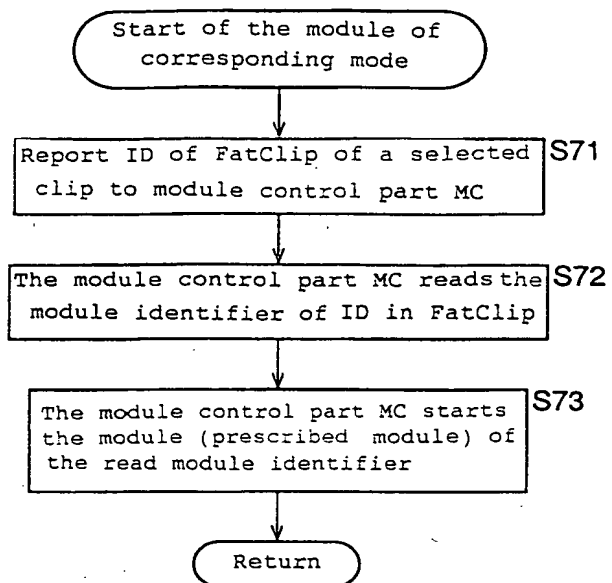 Start of the module of
corresponding mode
Report ID of FatClip of a selected
clip to module control part MC
S71
The module control part MC reads the
module identifier of ID in FatClip
S72
The module control part MC starts
the module (prescribed module) of
the read module identifier
S73
Return